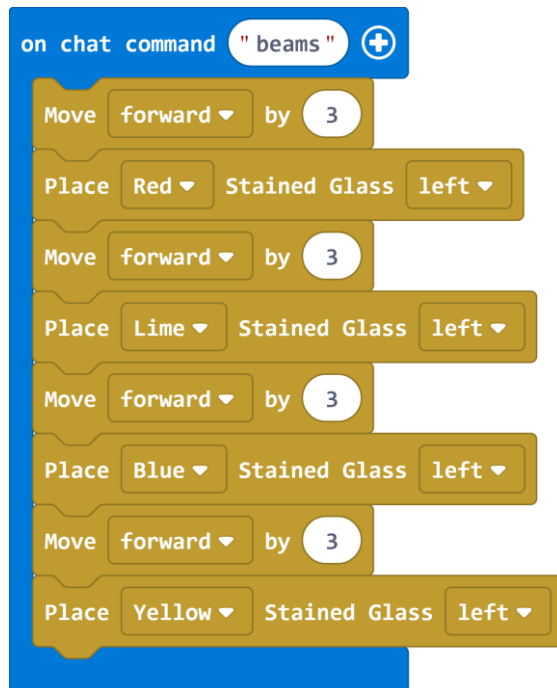 on chat command "beams"
Move forward by 3
Place Red Stained Glass left
Move forward by 3
Place Lime Stained Glass left
Move forward by 3
Place Blue Stained Glass left
Move forward by 3
Place Yellow Stained Glass left